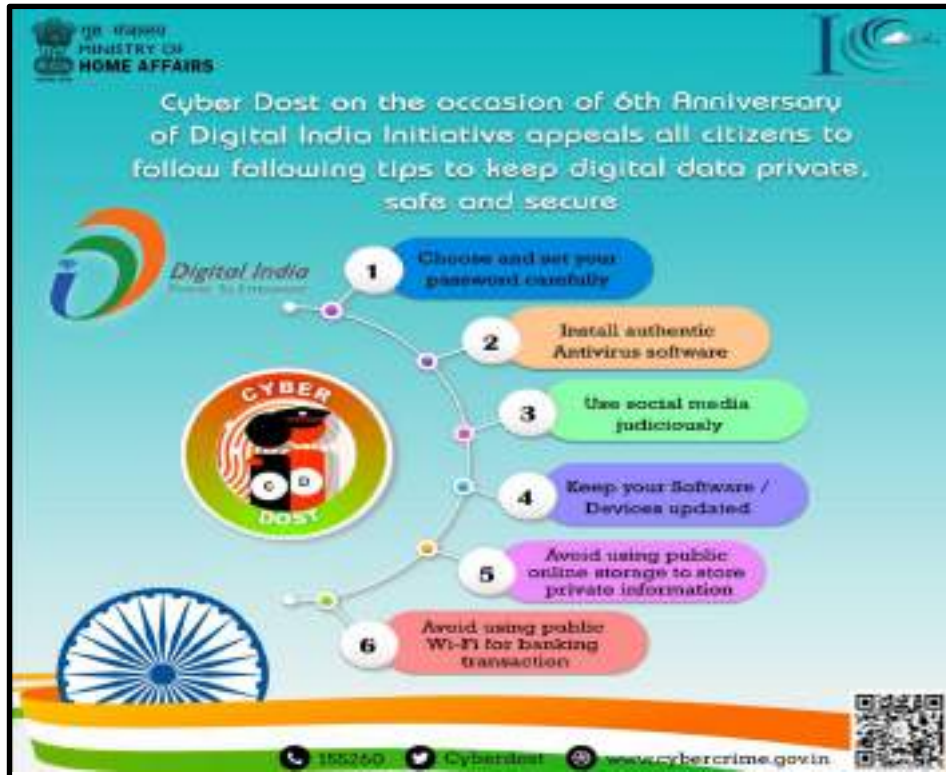 गृह मंत्रालय
MINISTRY OF
HOME AFFAIRS
Cyber Dost on the occasion of 6th Anniversary
of Digital India Initiative appeals all citizens to
follow following tips to keep digital data private,
safe and secure
Digital India
Power To Empower
1
Choose and set your
password carefully
2
Install authentic
Antivirus software
3
Use social media
judiciously
CYBER
C D
DOST
4
Keep your Software /
Devices updated
5
Avoid using public
online storage to store
private information
6
Avoid using public
Wi-Fi for banking
transaction
155260 Cyberdost www.cybercrime.gov.in